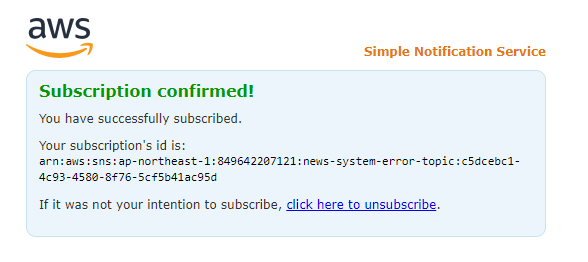 aws
Simple Notification Service
Subscription confirmed!
You have successfully subscribed.
Your subscription's id is:
arn:aws:sns:ap-northeast-1:849642207121:news-system-error-topic:c5dcebc1-
4c93-4580-8f76-5cf5b41ac95d
If it was not your intention to subscribe, click here to unsubscribe.